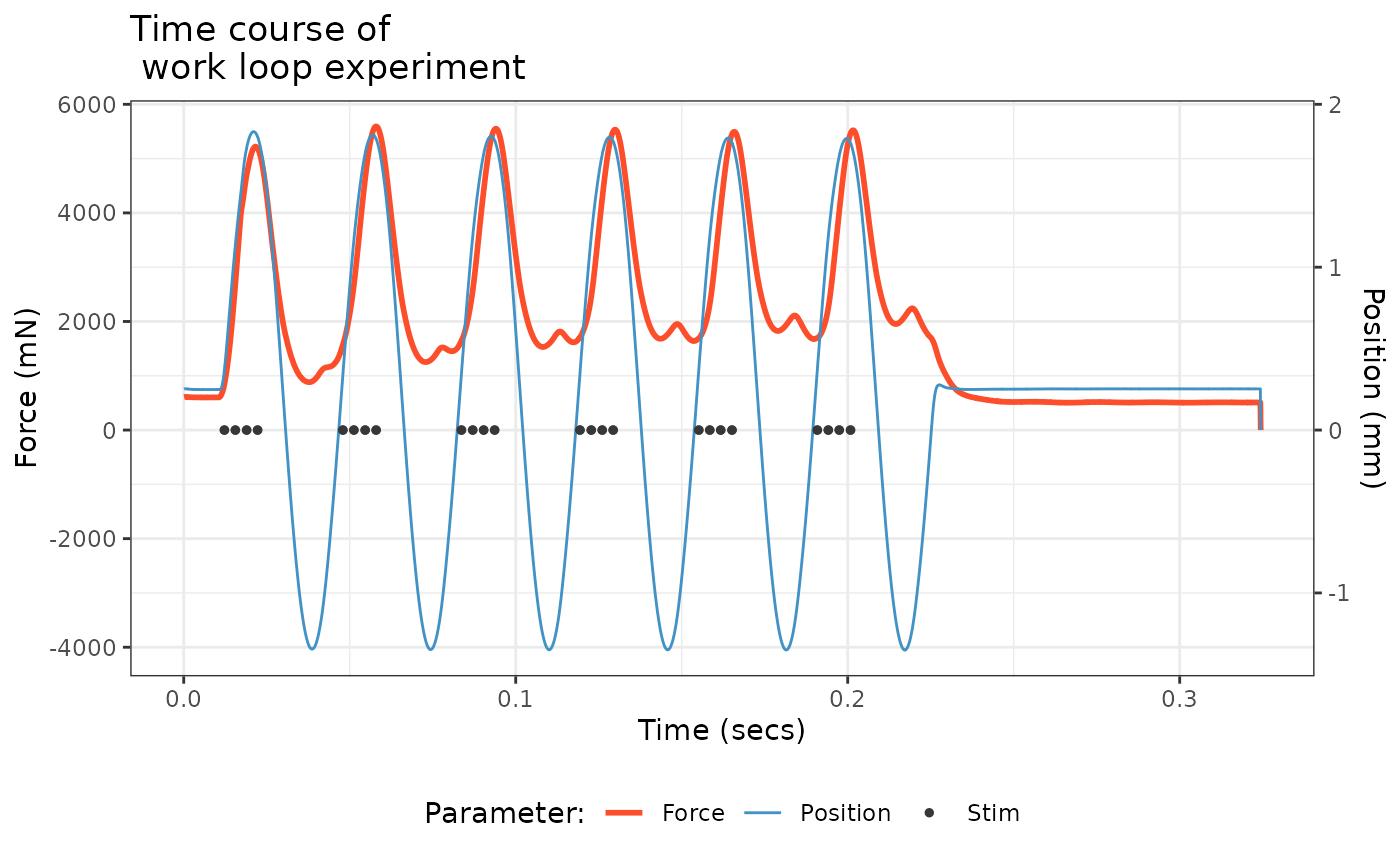 Time course of
work loop experiment
Force (mN)
6000
4000
2000
0
-2000
-4000
2
1
0
-1
Position (mm)
0.0 0.1 0.2 0.3
Time (secs)
Parameter: Force Position Stim